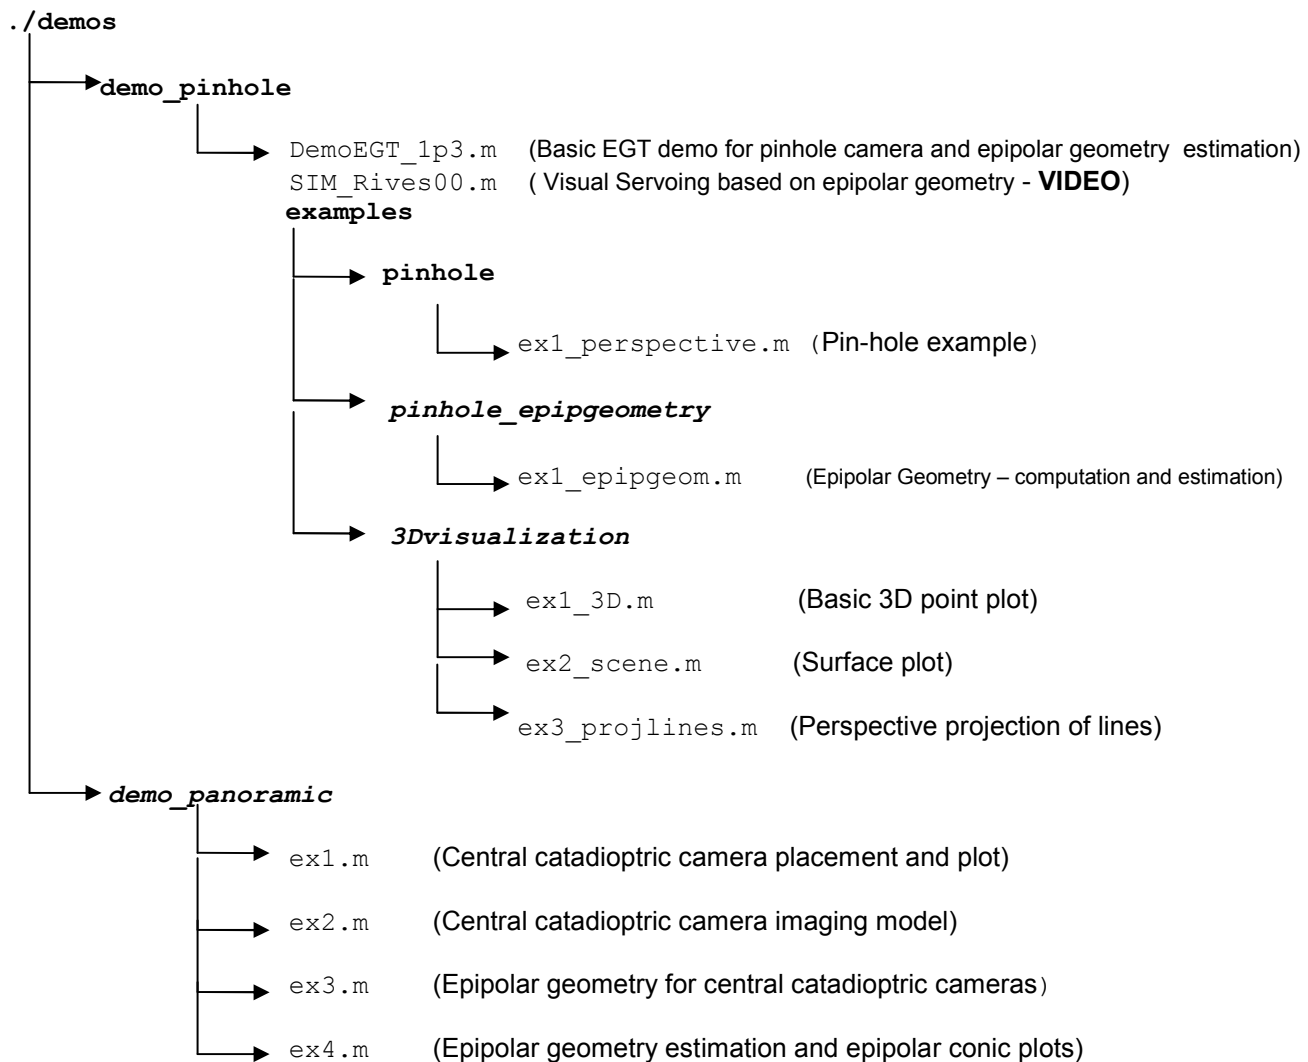 ./demos
demo_pinhole
DemoEGT_1p3.m (Basic EGT demo for pinhole camera and epipolar geometry estimation)
SIM_Rives00.m ( Visual Servoing based on epipolar geometry - VIDEO)
examples
pinhole
ex1_perspective.m (Pin-hole example)
pinhole_epipgeometry
ex1_epipgeom.m (Epipolar Geometry – computation and estimation)
3Dvisualization
ex1_3D.m (Basic 3D point plot)
ex2_scene.m (Surface plot)
ex3_projlines.m (Perspective projection of lines)
demo_panoramic
ex1.m (Central catadioptric camera placement and plot)
ex2.m (Central catadioptric camera imaging model)
ex3.m (Epipolar geometry for central catadioptric cameras)
ex4.m (Epipolar geometry estimation and epipolar conic plots)